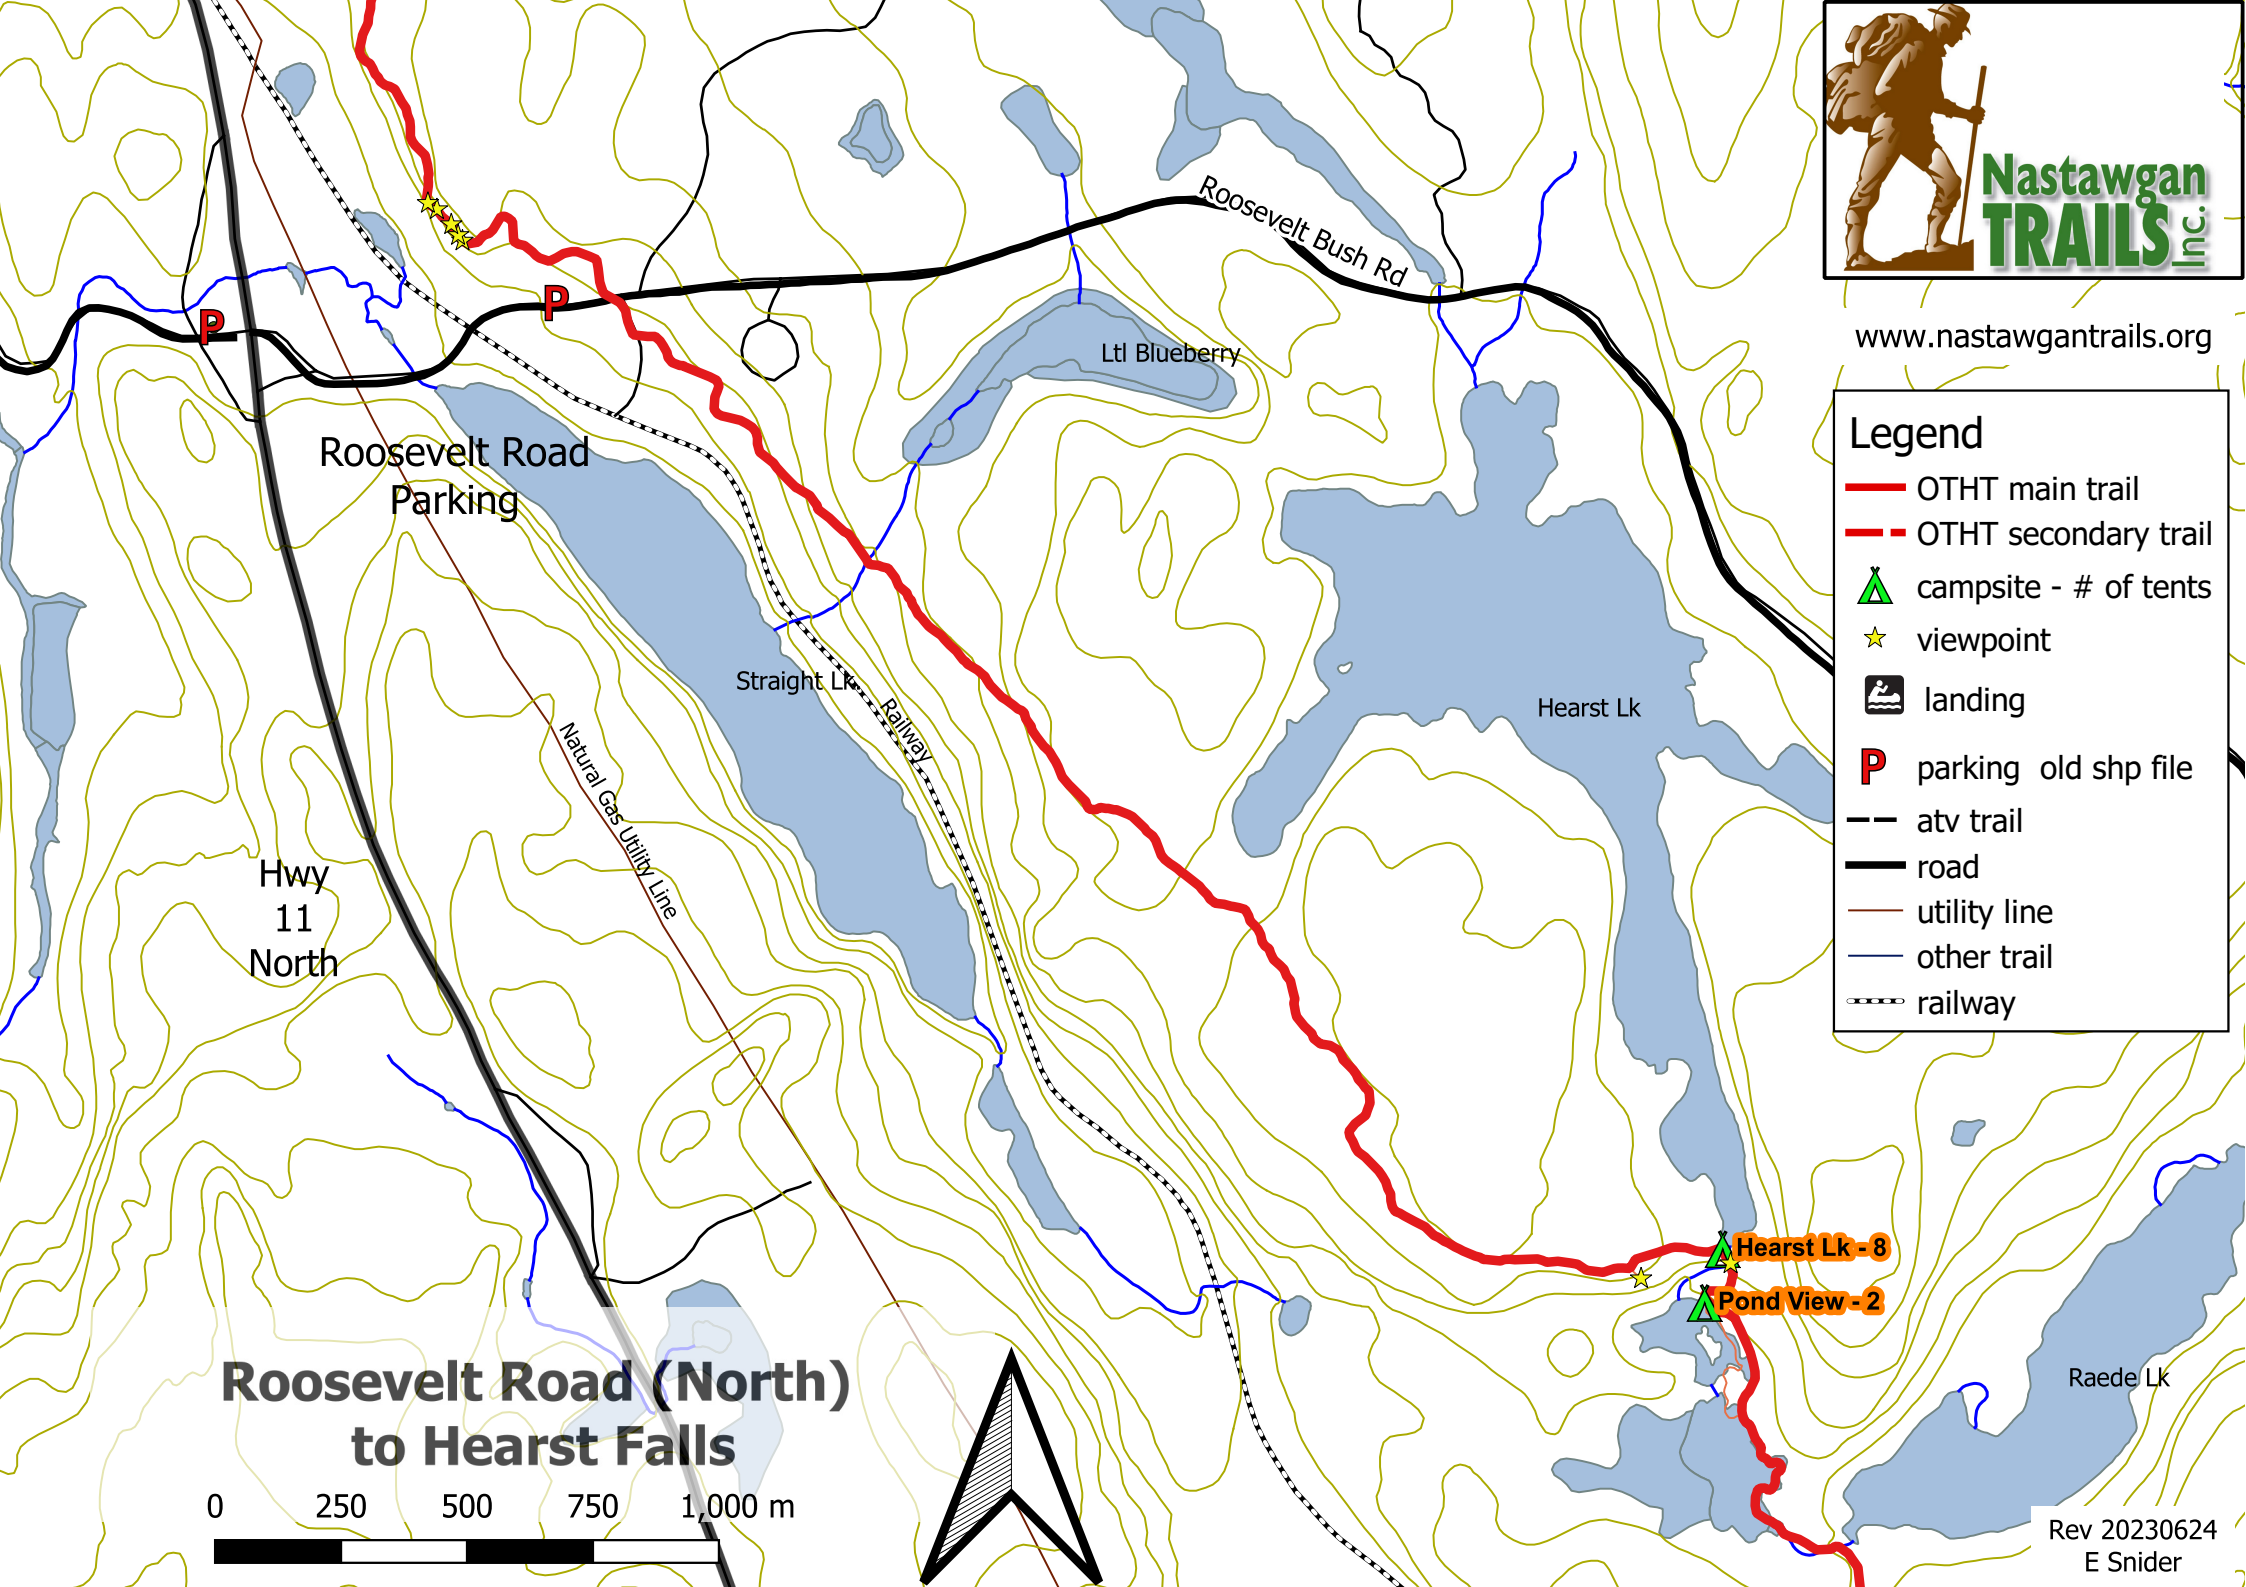 Nastawgan
TRAILS Inc.
www.nastawgantrails.org
Legend
OTHT main trail
OTHT secondary trail
campsite - # of tents
viewpoint
landing
P parking old shp file
atv trail
road
utility line
other trail
railway
Roosevelt Bush Rd
P
P
Ltl Blueberry
Roosevelt Road
Parking
Straight Lk
Railway
Hearst Lk
Natural Gas Utility Line
Hwy
11
North
Hearst Lk - 8
Pond View - 2
Raede Lk
Roosevelt Road (North)
to Hearst Falls
0 250 500 750 1,000 m
Rev 20230624
E Snider